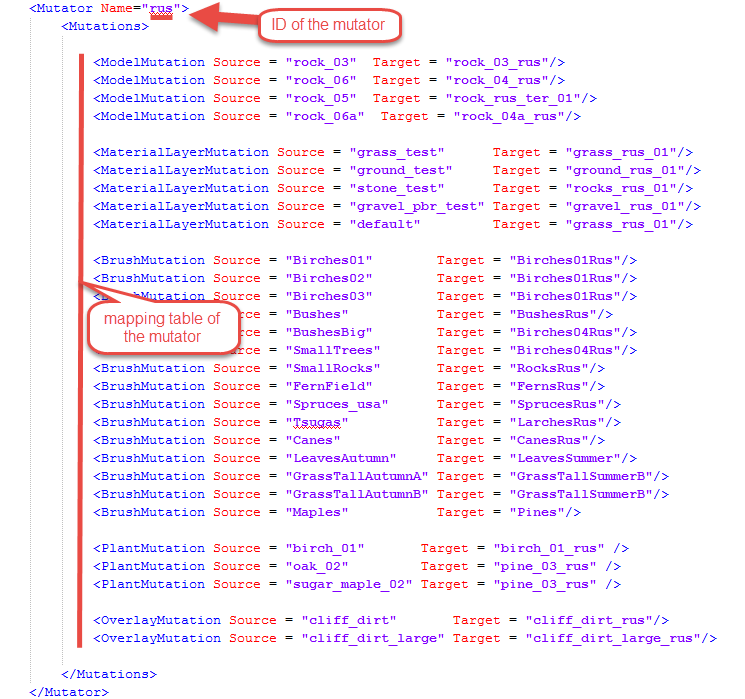 <Mutator Name="rus">
ID of the mutator
<Mutations>
<ModelMutation Source = "rock_03" Target = "rock_03_rus"/>
<ModelMutation Source = "rock_06" Target = "rock_04_rus"/>
<ModelMutation Source = "rock_05" Target = "rock_rus_ter_01"/>
<ModelMutation Source = "rock_06a" Target = "rock_04a_rus"/>
<MaterialLayerMutation Source = "grass_test" Target = "grass_rus_01"/>
<MaterialLayerMutation Source = "ground_test" Target = "ground_rus_01"/>
<MaterialLayerMutation Source = "stone_test" Target = "rocks_rus_01"/>
<MaterialLayerMutation Source = "gravel_pbr_test" Target = "gravel_rus_01"/>
<MaterialLayerMutation Source = "default" Target = "grass_rus_01"/>
<BrushMutation Source = "Birches01" Target = "Birches01Rus"/>
<BrushMutation Source = "Birches02" Target = "Birches01Rus"/>
<BrushMutation Source = "Birches03" Target = "Birches01Rus"/>
mapping table of
the mutator
= "Bushes" Target = "BushesRus"/>
ce = "BushesBig" Target = "Birches04Rus"/>
= "SmallTrees" Target = "Birches04Rus"/>
<BrushMutation Source = "SmallRocks" Target = "RocksRus"/>
<BrushMutation Source = "FernField" Target = "FernsRus"/>
<BrushMutation Source = "Spruces_usa" Target = "SprucesRus"/>
<BrushMutation Source = "Tsugas" Target = "LarchesRus"/>
<BrushMutation Source = "Canes" Target = "CanesRus"/>
<BrushMutation Source = "LeavesAutumn" Target = "LeavesSummer"/>
<BrushMutation Source = "GrassTallAutumnA" Target = "GrassTallSummerB"/>
<BrushMutation Source = "GrassTallAutumnB" Target = "GrassTallSummerB"/>
<BrushMutation Source = "Maples" Target = "Pines"/>
<PlantMutation Source = "birch_01" Target = "birch_01_rus" />
<PlantMutation Source = "oak_02" Target = "pine_03_rus" />
<PlantMutation Source = "sugar_maple_02" Target = "pine_03_rus" />
<OverlayMutation Source = "cliff_dirt" Target = "cliff_dirt_rus"/>
<OverlayMutation Source = "cliff_dirt_large" Target = "cliff_dirt_large_rus"/>
</Mutations>
</Mutator>